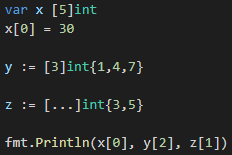 var x [5]int
x[0] = 30
y := [3]int{1,4,7}
z := [...]int{3,5}
fmt.Println(x[0], y[2], z[1])